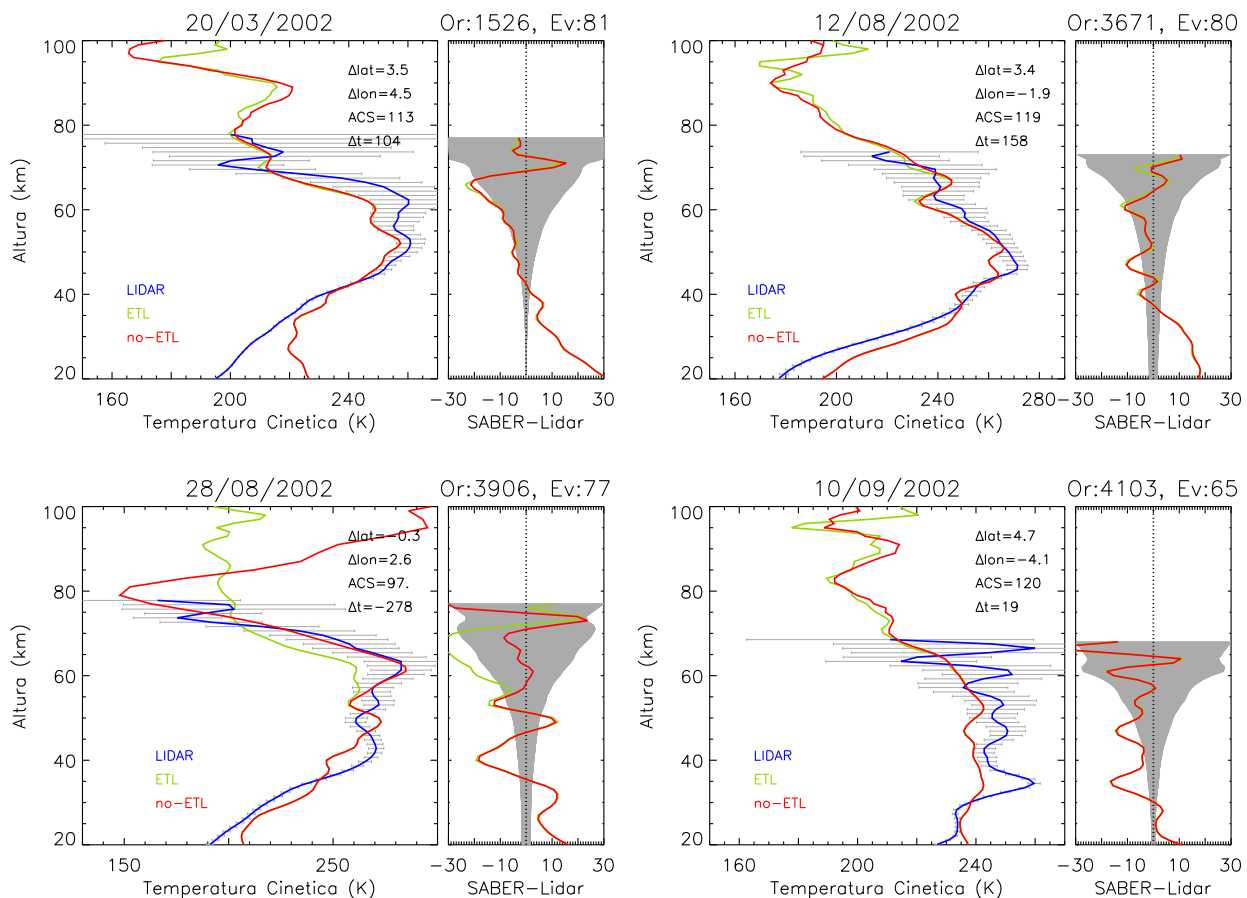 20/03/2002
Or:1526, Ev:81
100
80
60
40
20
Altura (km)
Δlat=3.5
Δlon=4.5
ACS=113
Δt=104
LIDAR
ETL
no-ETL
160
200
240
Temperatura Cinetica (K)
-30
-10
10
30
SABER-Lidar
12/08/2002
Or:3671, Ev:80
100
80
60
40
20
Altura (km)
Δlat=3.4
Δlon=-1.9
ACS=119
Δt=158
LIDAR
ETL
no-ETL
160
200
240
280
Temperatura Cinetica (K)
-30
-10
10
30
SABER-Lidar
28/08/2002
Or:3906, Ev:77
100
80
60
40
20
Altura (km)
Δlat=-0.3
Δlon=2.6
ACS=97.
Δt=-278
LIDAR
ETL
no-ETL
150
200
250
Temperatura Cinetica (K)
-30
-10
10
30
SABER-Lidar
10/09/2002
Or:4103, Ev:65
100
80
60
40
20
Altura (km)
Δlat=4.7
Δlon=-4.1
ACS=120
Δt=19
LIDAR
ETL
no-ETL
160
200
240
Temperatura Cinetica (K)
-30
-10
10
30
SABER-Lidar